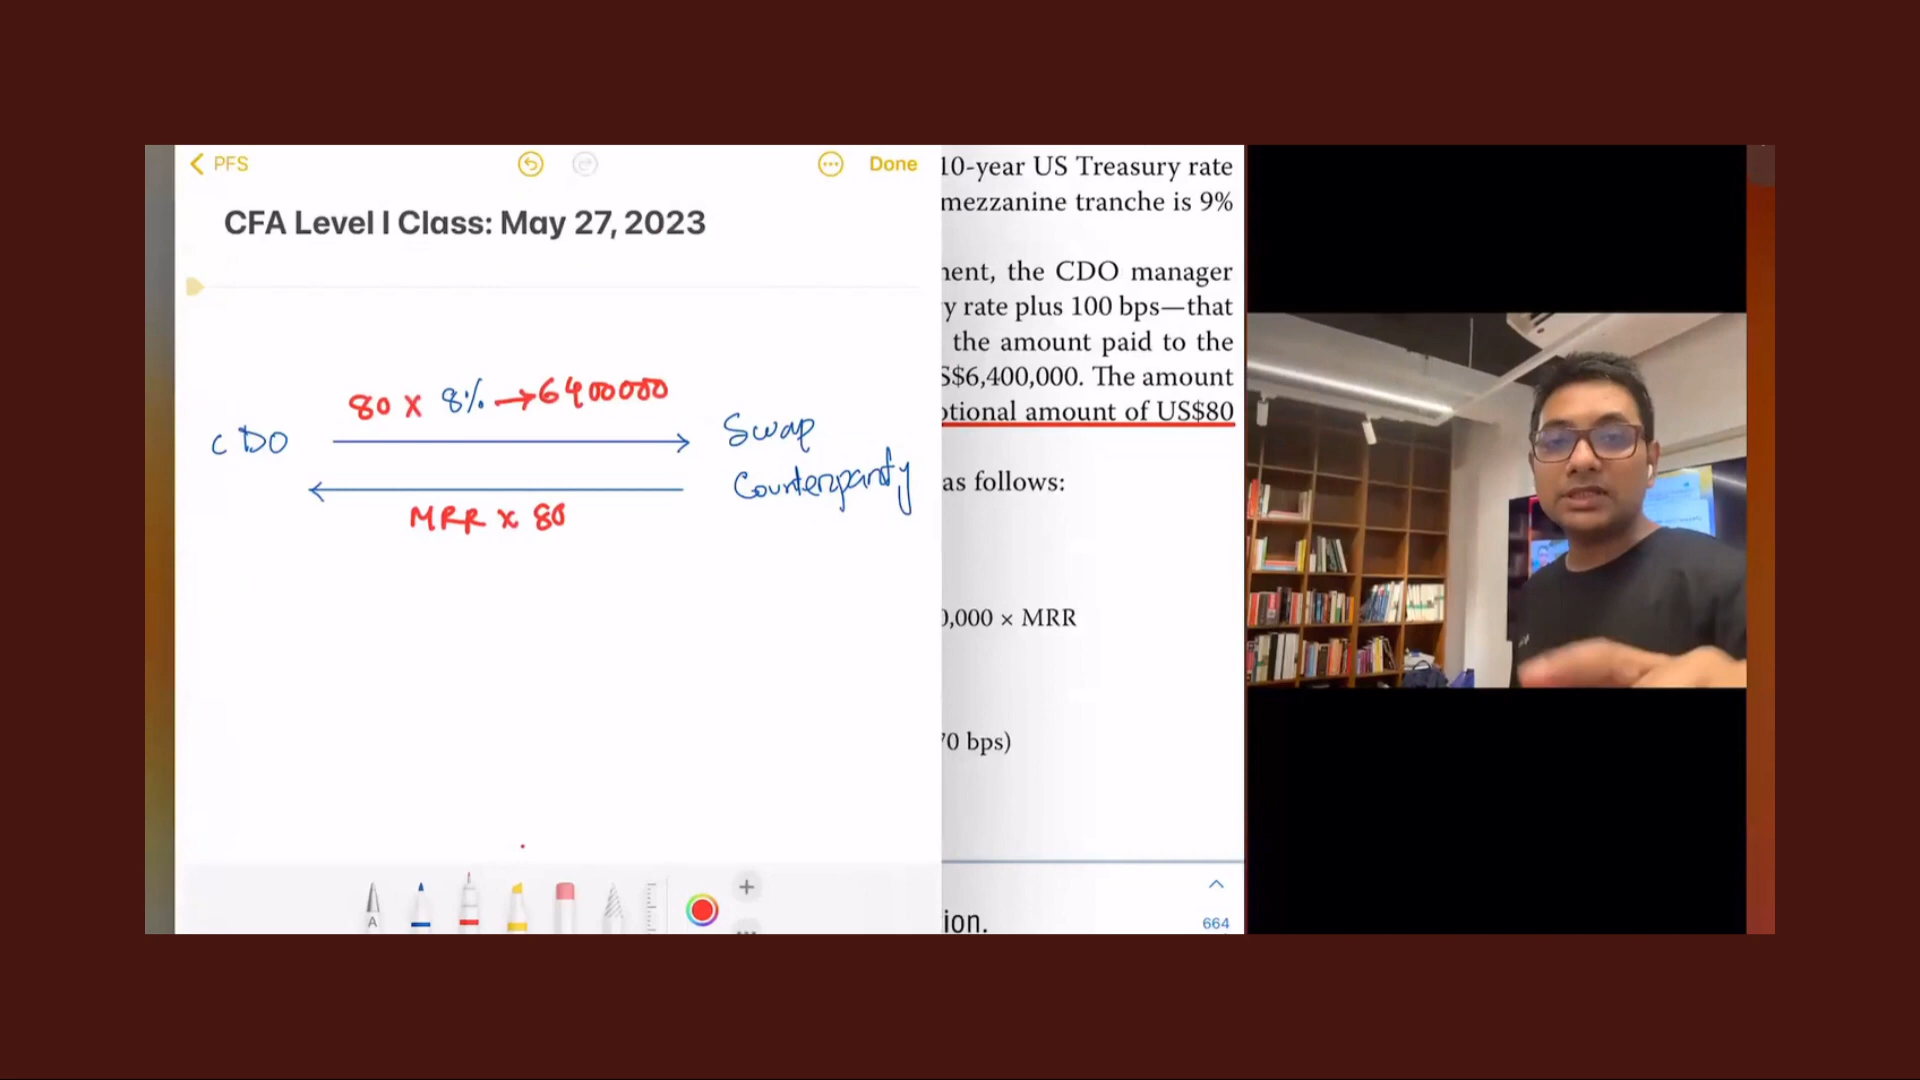 PFS
Done
CFA Level I Class: May 27, 2023
80 x 8% → 6400000
CDO
Swap
Counterparty
MRR x 80
10-year US Treasury rate
mezzanine tranche is 9%
ent, the CDO manager
y rate plus 100 bps—that
the amount paid to the
S$6,400,000. The amount
otional amount of US$80
as follows:
0,000 × MRR
0 bps)
ion.
664
A